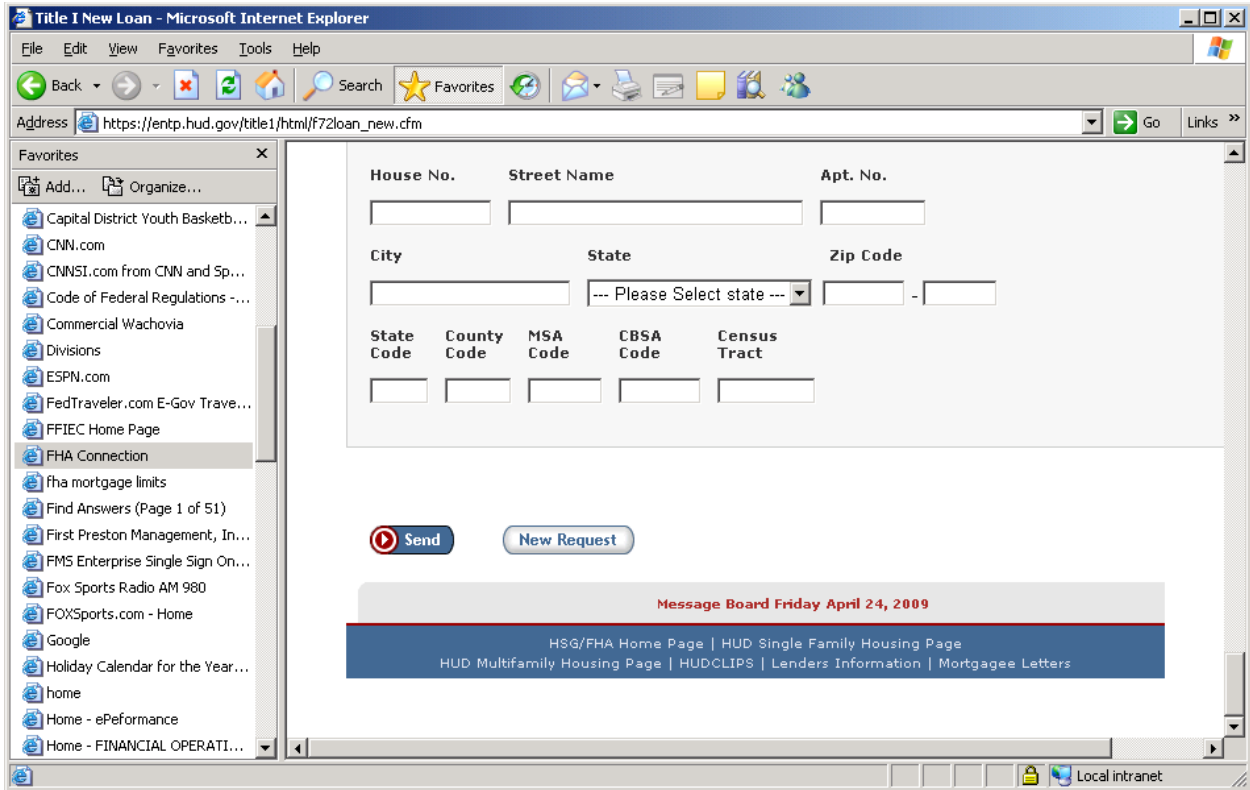 Title I New Loan - Microsoft Internet Explorer
File Edit View Favorites Tools Help
Back Search Favorites
Address https://entp.hud.gov/title1/html/f72loan_new.cfm Go Links »
Favorites x
Add... Organize...
Capital District Youth Basketb...
CNN.com
CNNSI.com from CNN and Sp...
Code of Federal Regulations -...
Commercial Wachovia
Divisions
ESPN.com
FedTraveler.com E-Gov Trave...
FFIEC Home Page
FHA Connection
fha mortgage limits
Find Answers (Page 1 of 51)
First Preston Management, In...
FMS Enterprise Single Sign On...
Fox Sports Radio AM 980
FOXSports.com - Home
Google
Holiday Calendar for the Year...
home
Home - ePeformance
Home - FINANCIAL OPERATI...
House No. Street Name Apt. No.
City State Zip Code
--- Please Select state --- -
State County MSA CBSA Census
Code Code Code Code Tract
Send New Request
Message Board Friday April 24, 2009
HSG/FHA Home Page | HUD Single Family Housing Page
HUD Multifamily Housing Page | HUDCLIPS | Lenders Information | Mortgagee Letters
Local intranet